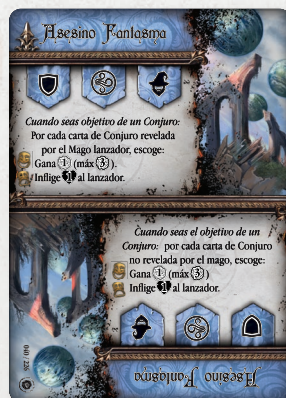 Asesino Fantasma
Cuando seas objetivo de un Conjuro:
Por cada carta de Conjuro revelada
por el Mago lanzador, escoge:
Gana 1 (máx 3).
Inflige 1 al lanzador.
Cuando seas el objetivo de un
Conjuro: por cada carta de Conjuro
no revelada por el mago, escoge:
Gana 1 (máx 3)
Inflige 1 al lanzador.
Asesino Fantasma